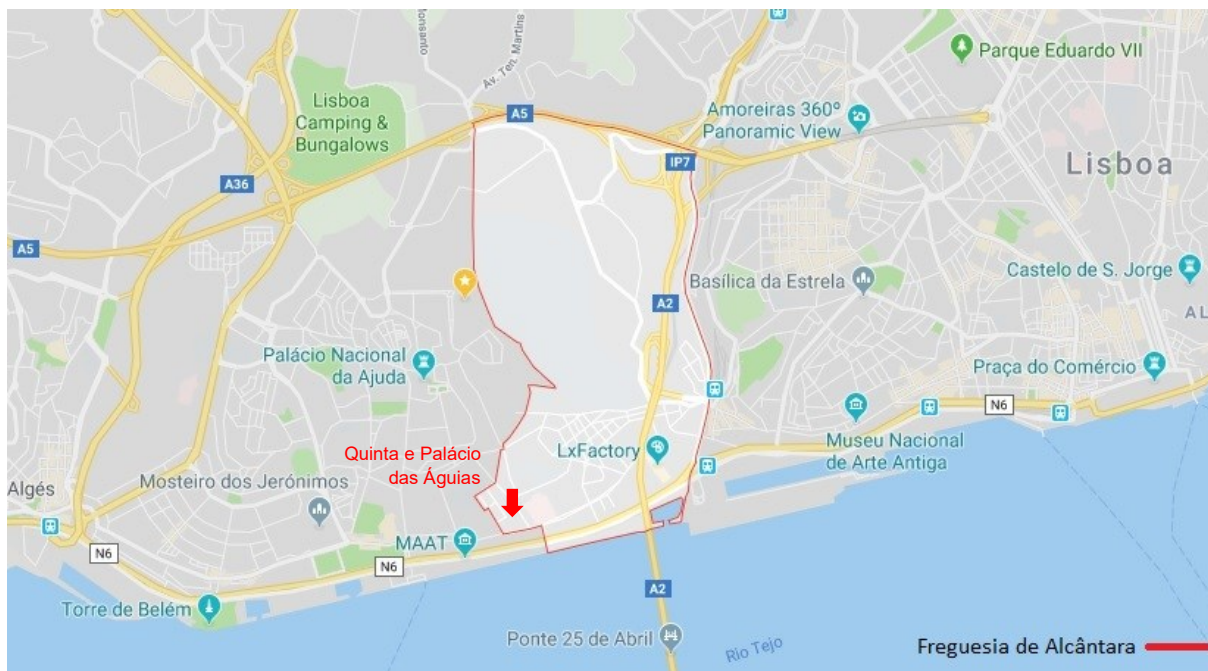 Monsanto
Av. Ten. Martins
Parque Eduardo VII
Lisboa
Camping &
Bungalows
A5
Amoreiras 360º
Panoramic View
IP7
Lisboa
A36
A5
Basílica da Estrela
Castelo de S. Jorge
A2
AL
Palácio Nacional
da Ajuda
Praça do Comércio
N6
Quinta e Palácio
das Águias
LxFactory
Museu Nacional
de Arte Antiga
Algés
Mosteiro dos Jerónimos
MAAT
N6
N6
A2
Torre de Belém
Ponte 25 de Abril
Rio Tejo
Freguesia de Alcântara